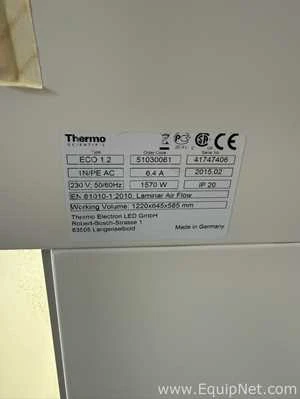 Thermo
SCIENTIFIC
Type Order Code Serial No.
ECO 1.2 51030061 41747406
1N/PE AC 6.4 A 2015.02
230 V, 50/60Hz 1570 W IP 20
EN 61010-1:2010, Laminar Air Flow
Working Volume: 1220x645x585 mm
Thermo Electron LED GmbH
Robert-Bosch-Strasse 1
63505 Langenselbold Made in Germany
www.EquipNet.com